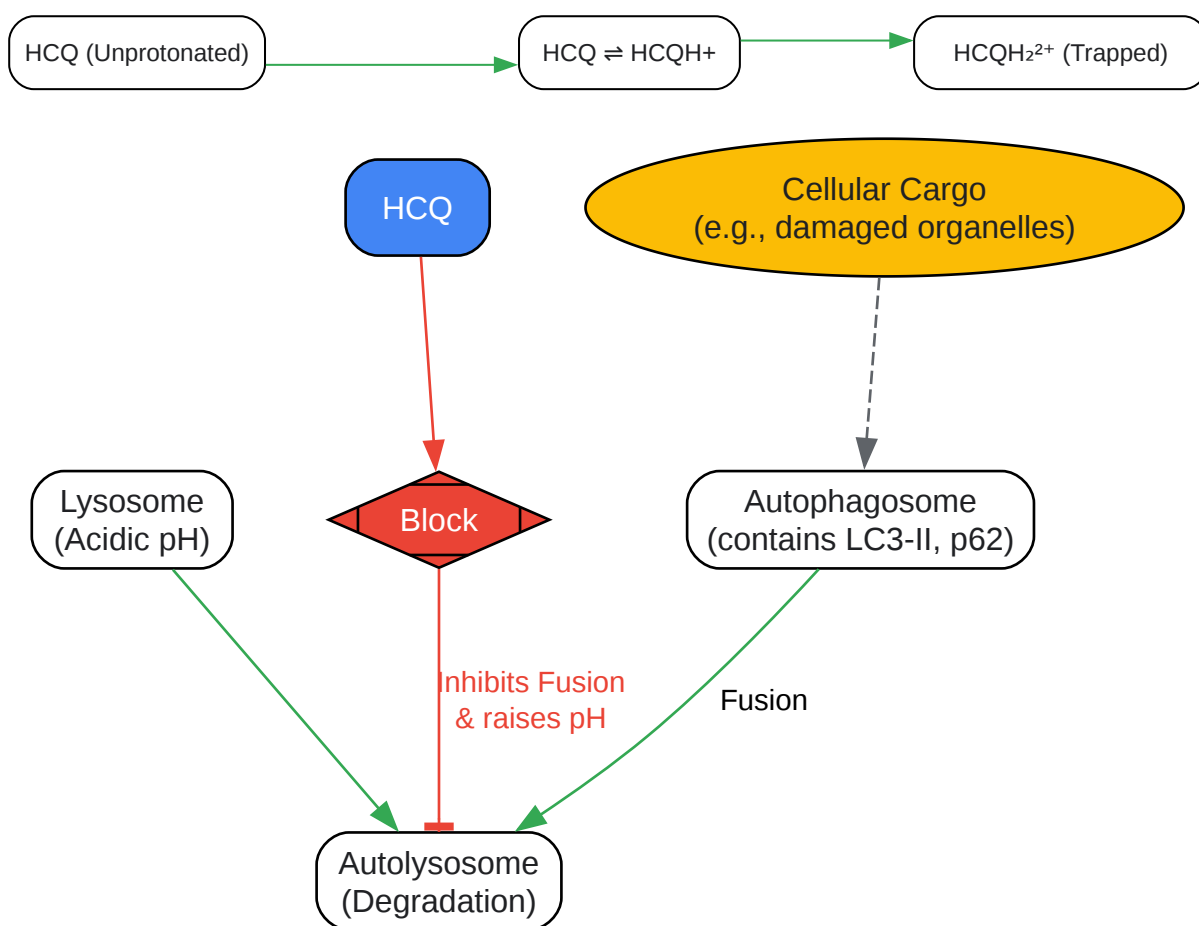 HCQ (Unprotonated)
HCQ ⇌ HCQH+
HCQH₂²⁺ (Trapped)
HCQ
Cellular Cargo
(e.g., damaged organelles)
Lysosome
(Acidic pH)
Block
Autophagosome
(contains LC3-II, p62)
Inhibits Fusion
& raises pH
Fusion
Autolysosome
(Degradation)